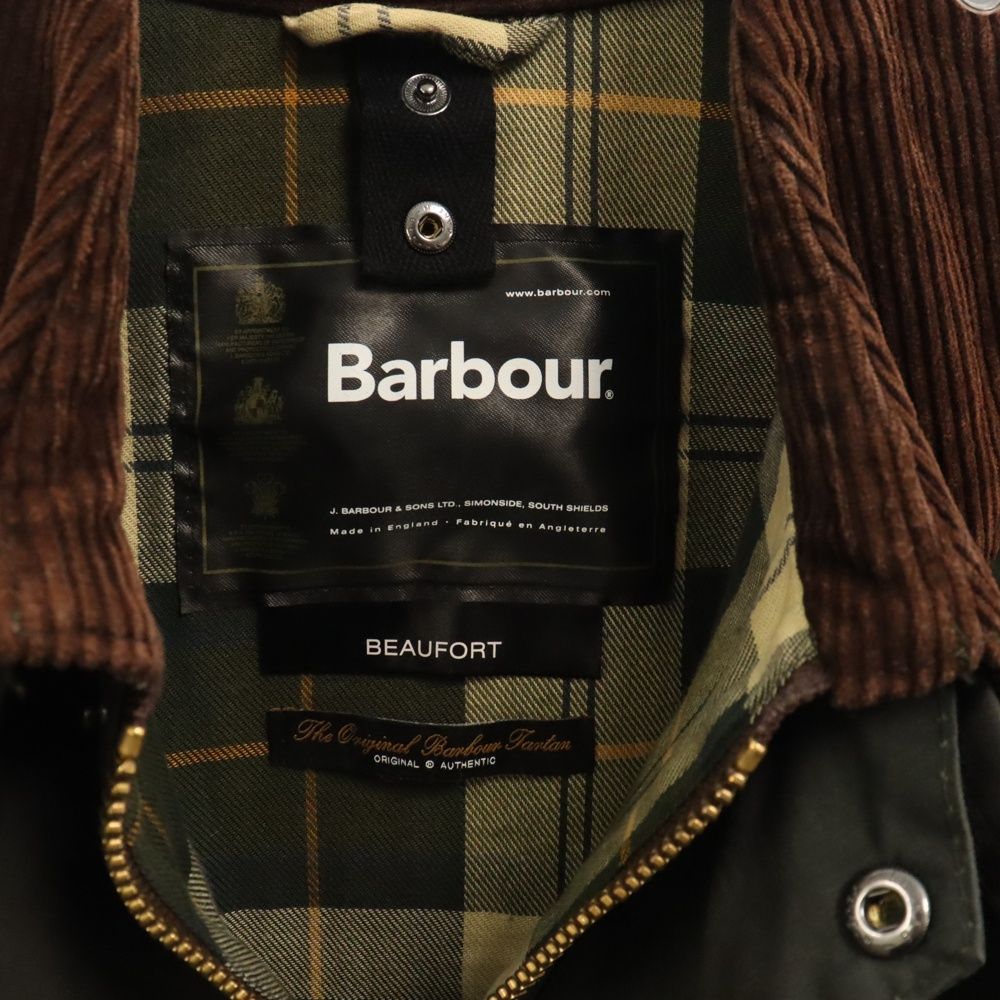 www.barbour.com
Barbour®
J. BARBOUR & SONS LTD., SIMONSIDE, SOUTH SHIELDS
Made in England · Fabriqué en Angleterre
BEAUFORT
The Original Barbour Tartan
ORIGINAL © AUTHENTIC